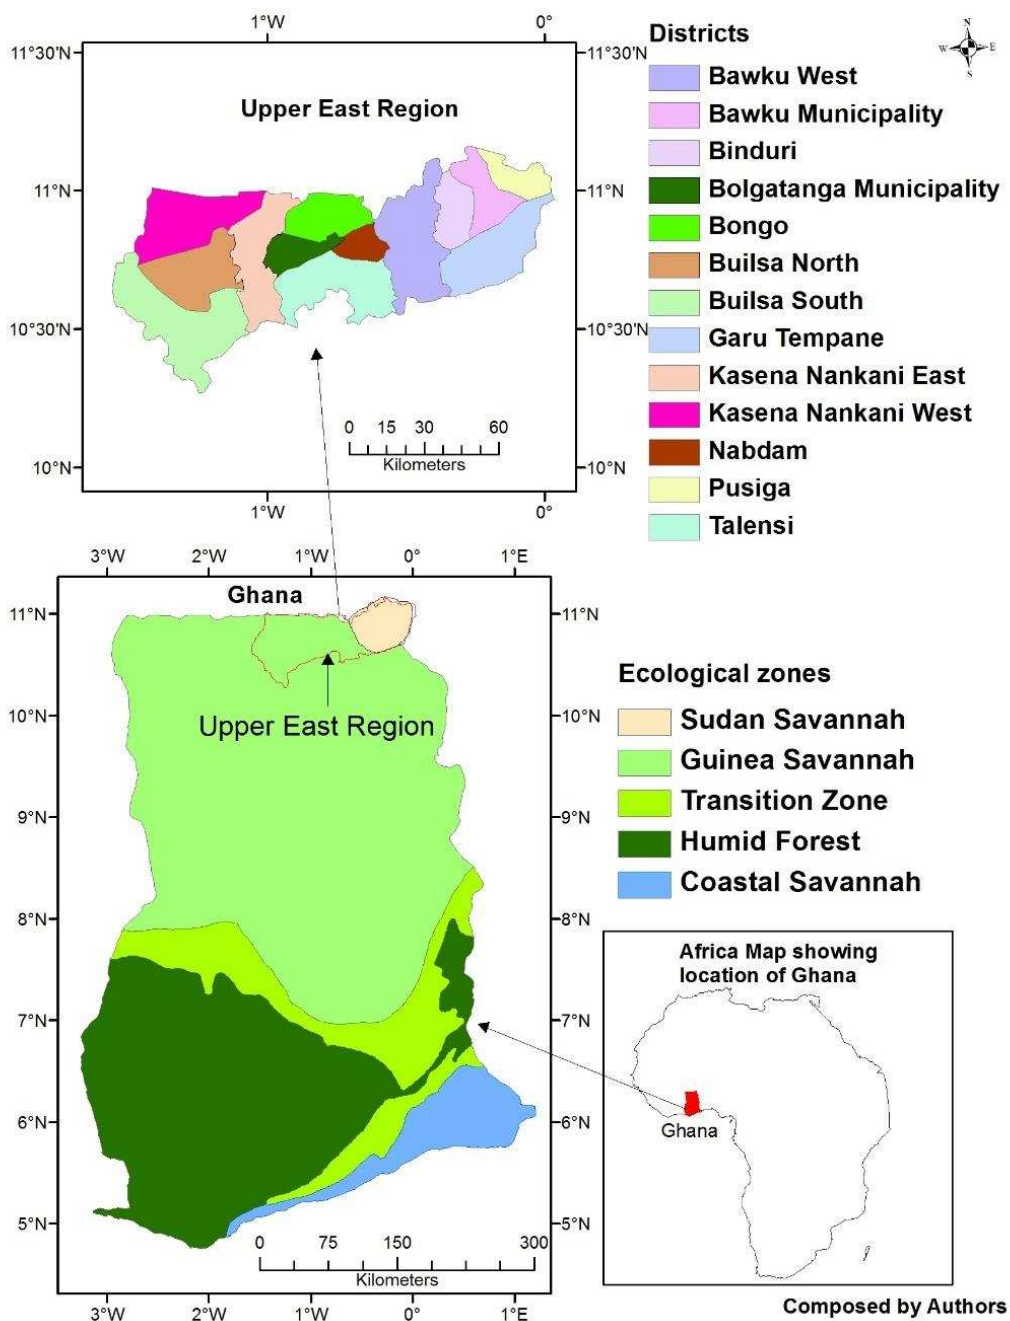 1°W 0°
11°30'N 11°30'N
Upper East Region
11°N 11°N
10°30'N 10°30'N
0 15 30 60
Kilometers
10°N 10°N
1°W 0°
Districts
N
W E
S
Bawku West
Bawku Municipality
Binduri
Bolgatanga Municipality
Bongo
Builsa North
Builsa South
Garu Tempane
Kasena Nankani East
Kasena Nankani West
Nabdam
Pusiga
Talensi
3°W 2°W 1°W 0° 1°E
Ghana
11°N 11°N
Upper East Region
10°N 10°N
9°N 9°N
8°N 8°N
7°N 7°N
6°N 6°N
5°N 5°N
0 75 150 300
Kilometers
3°W 2°W 1°W 0° 1°E
Ecological zones
Sudan Savannah
Guinea Savannah
Transition Zone
Humid Forest
Coastal Savannah
Africa Map showing
location of Ghana
Ghana
Composed by Authors